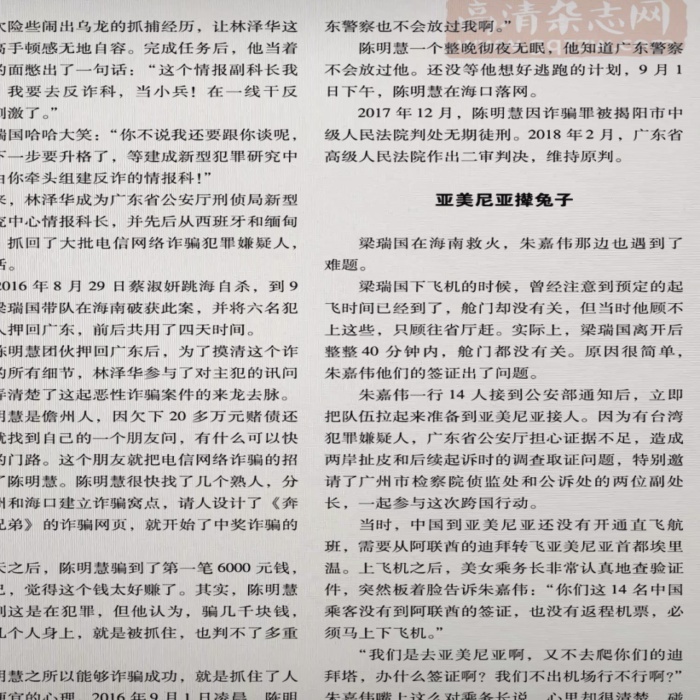 次险些闹出乌龙的抓捕经历，让林泽华这
高手顿感无地自容。完成任务后，他当着
的面憋出了一句话：“这个情报副科长我
我要去反诈科，当小兵！在一线干反
刺激了。”
瑞国哈哈大笑：“你不说我还要跟你谈呢，
下一步要升格了，等建成新型犯罪研究中
由你牵头组建反诈的情报科！”
来，林泽华成为广东省公安厅刑侦局新型
究中心情报科长，并先后从西班牙和缅甸
抓回了大批电信网络诈骗犯罪嫌疑人，
话。
2016 年 8 月 29 日蔡淑妍跳海自杀，到 9
梁瑞国带队在海南破获此案，并将六名犯
人押回广东，前后共用了四天时间。
陈明慧团伙押回广东后，为了摸清这个诈
的所有细节，林泽华参与了对主犯的讯问
弄清楚了这起恶性诈骗案件的来龙去脉。
明慧是儋州人，因欠下 20 多万元赌债还
就找到自己的一个朋友问，有什么可以快
的门路。这个朋友就把电信网络诈骗的招
了陈明慧。陈明慧很快找了几个熟人，分
州和海口建立诈骗窝点，请人设计了《奔
兄弟》的诈骗网页，就开始了中奖诈骗的
天之后，陈明慧骗到了第一笔 6000 元钱，
己，觉得这个钱太好赚了。其实，陈明慧
到这是在犯罪，但他认为，骗几千块钱，
几个人身上，就是被抓住，也判不了多重
明慧之所以能够诈骗成功，就是抓住了人
便宜的心理。2016 年 9 月 1 日凌晨，陈明
高清杂志网
东警察也不会放过我啊。”
陈明慧一个整晚彻夜无眠，他知道广东警察
不会放过他。还没等他想好逃跑的计划，9 月 1
日下午，陈明慧在海口落网。
2017 年 12 月，陈明慧因诈骗罪被揭阳市中
级人民法院判处无期徒刑。2018 年 2 月，广东省
高级人民法院作出二审判决，维持原判。
亚美尼亚撵兔子
梁瑞国在海南救火，朱嘉伟那边也遇到了
难题。
梁瑞国下飞机的时候，曾经注意到预定的起
飞时间已经到了，舱门却没有关，但当时他顾不
上这些，只顾往省厅赶。实际上，梁瑞国离开后
整整 40 分钟内，舱门都没有关。原因很简单，
朱嘉伟他们的签证出了问题。
朱嘉伟一行 14 人接到公安部通知后，立即
把队伍拉起来准备到亚美尼亚接人。因为有台湾
犯罪嫌疑人，广东省公安厅担心证据不足，造成
两岸扯皮和后续起诉时的调查取证问题，特别邀
请了广州市检察院侦监处和公诉处的两位副处
长，一起参与这次跨国行动。
当时，中国到亚美尼亚还没有开通直飞航
班，需要从阿联酋的迪拜转飞亚美尼亚首都埃里
温。上飞机之后，美女乘务长非常认真地查验证
件，突然板着脸告诉朱嘉伟：“你们这 14 名中国
乘客没有到阿联酋的签证，也没有返程机票，必
须马上下飞机。”
“我们是去亚美尼亚啊，又不去爬你们的迪
拜塔，办什么签证啊？我们不出机场行不行啊？”
朱嘉伟嘴上这么对乘务长说，心里却很清楚，碰